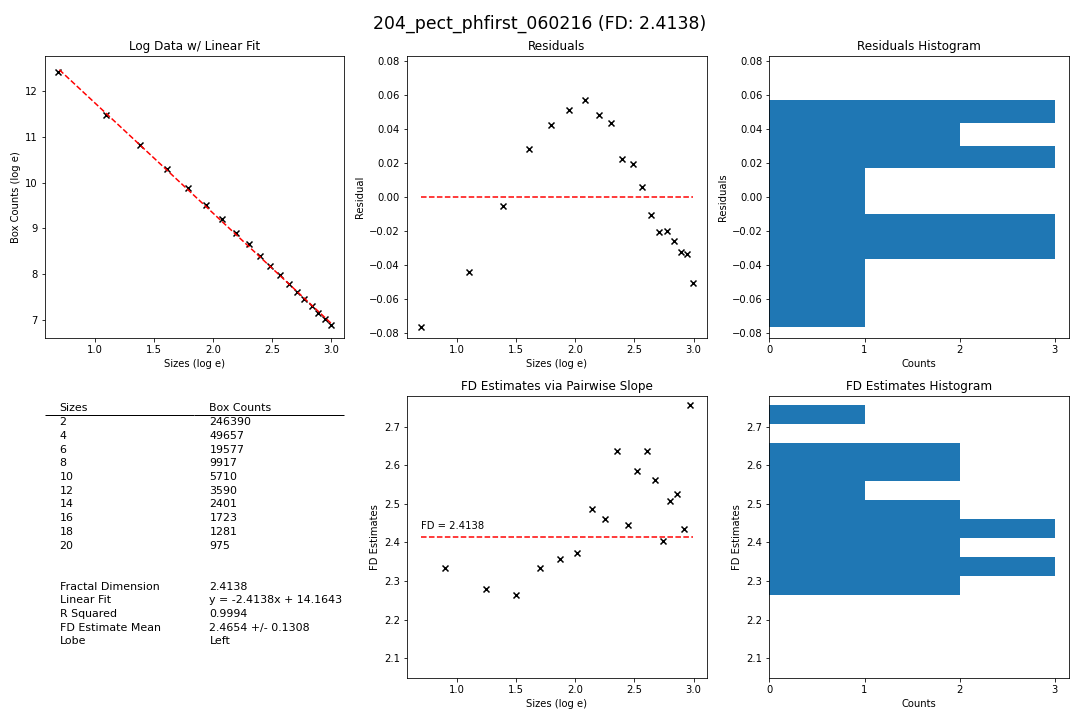 204_pect_phfirst_060216 (FD: 2.4138)
Log Data w/ Linear Fit
12
11
10
9
8
7
Box Counts (log e)
1.0 1.5 2.0 2.5 3.0
Sizes (log e)
Residuals
0.08
0.06
0.04
0.02
0.00
−0.02
−0.04
−0.06
−0.08
Residual
1.0 1.5 2.0 2.5 3.0
Sizes (log e)
Residuals Histogram
0.08
0.06
0.04
0.02
0.00
−0.02
−0.04
−0.06
−0.08
Residuals
0 1 2 3
Counts
Sizes Box Counts
2 246390
4 49657
6 19577
8 9917
10 5710
12 3590
14 2401
16 1723
18 1281
20 975
Fractal Dimension 2.4138
Linear Fit y = -2.4138x + 14.1643
R Squared 0.9994
FD Estimate Mean 2.4654 +/- 0.1308
Lobe Left
FD Estimates via Pairwise Slope
2.7
2.6
2.5
2.4
2.3
2.2
2.1
FD Estimates
FD = 2.4138
1.0 1.5 2.0 2.5 3.0
Sizes (log e)
FD Estimates Histogram
2.7
2.6
2.5
2.4
2.3
2.2
2.1
FD Estimates
0 1 2 3
Counts